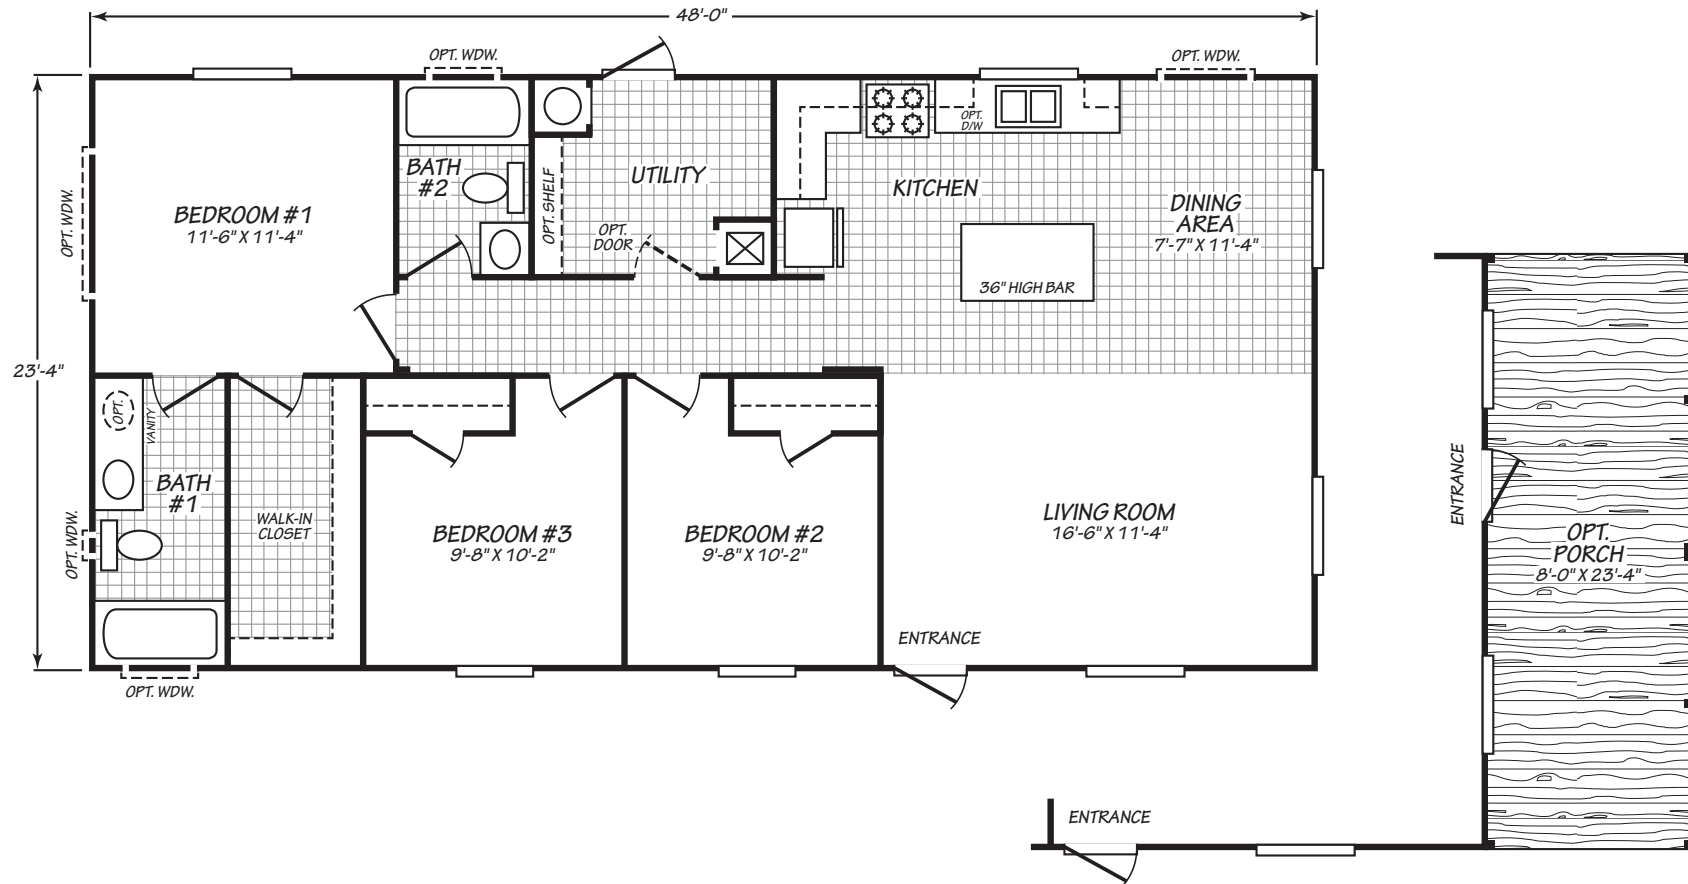 48'-0"
OPT. WDW.
OPT. WDW.
BATH
#2
UTILITY
OPT. SHELF
OPT.
DOOR
OPT.
D/W
KITCHEN
DINING
AREA
7'-7" X 11'-4"
36" HIGH BAR
OPT. WDW.
BEDROOM #1
11'-6" X 11'-4"
23'-4"
OPT.
VANITY
BATH
#1
OPT. WDW.
OPT. WDW.
WALK-IN
CLOSET
BEDROOM #3
9'-8" X 10'-2"
BEDROOM #2
9'-8" X 10'-2"
LIVING ROOM
16'-6" X 11'-4"
ENTRANCE
ENTRANCE
OPT.
PORCH
8'-0" X 23'-4"
ENTRANCE